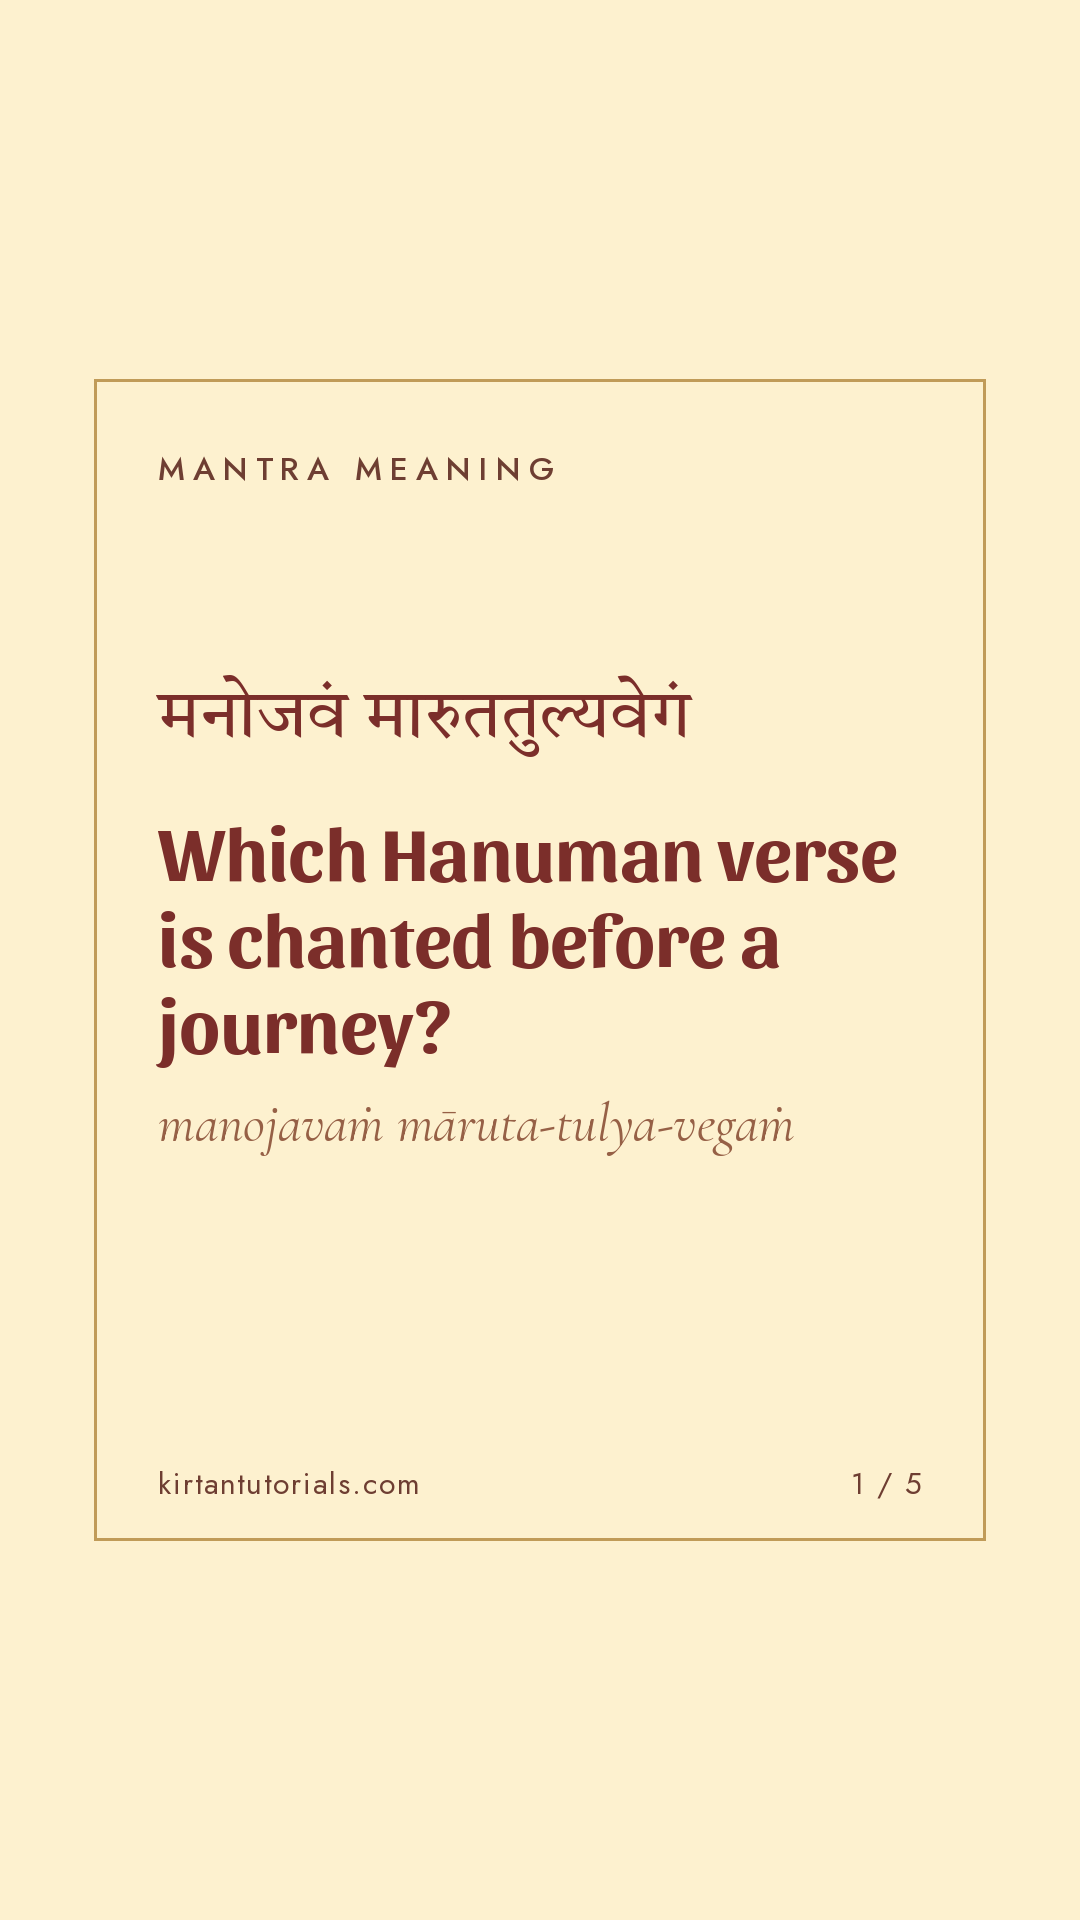 MANTRA MEANING
मनोजवं मारुततुल्यवेगं
Which Hanuman verse
is chanted before a
journey?
manojavaṁ māruta-tulya-vegaṁ
kirtantutorials.com
1 / 5